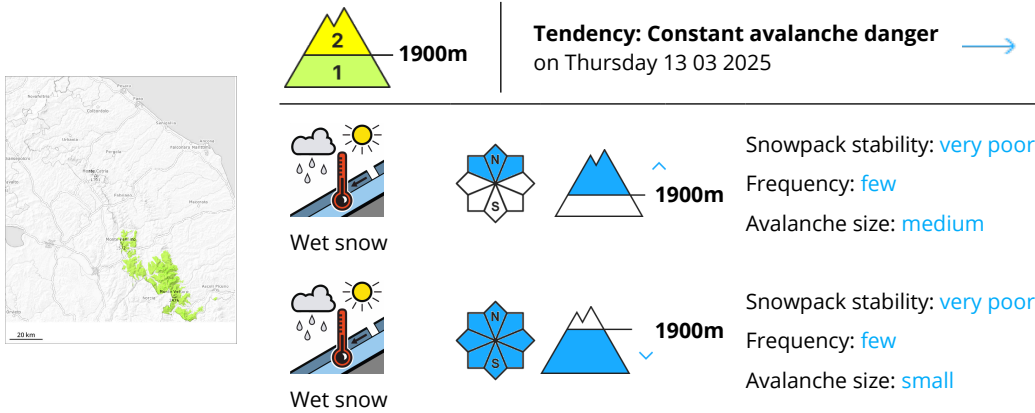 2
1
1900m
Tendency: Constant avalanche danger
on Thursday 13 03 2025
20 km
Wet snow
N
S
1900m
Snowpack stability: very poor
Frequency: few
Avalanche size: medium
Wet snow
N
S
1900m
Snowpack stability: very poor
Frequency: few
Avalanche size: small